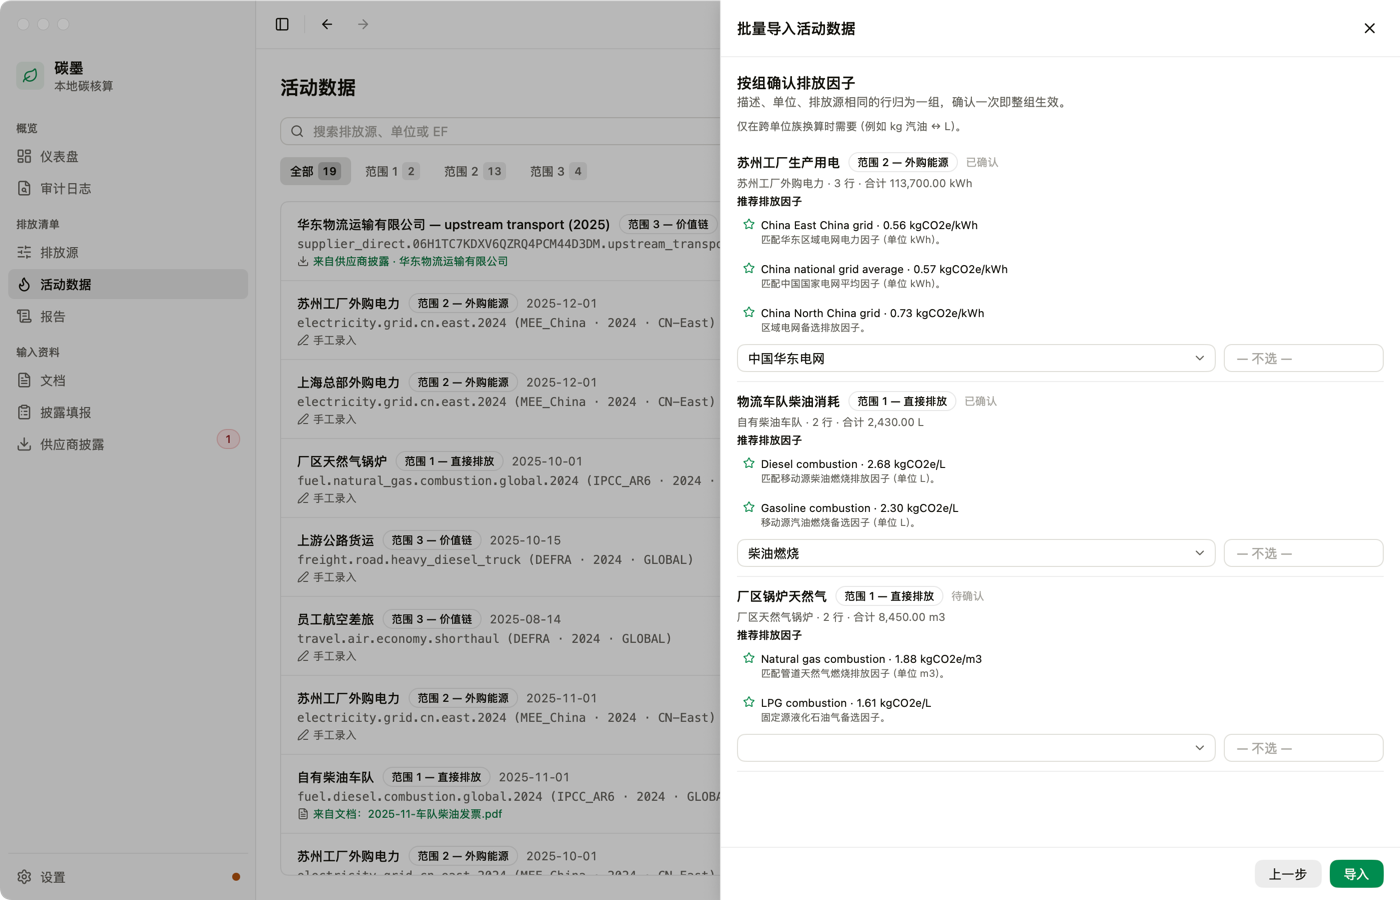 碳墨
本地碳核算
概览
仪表盘
审计日志
排放清单
排放源
活动数据
报告
输入资料
文档
披露填报
供应商披露
1
设置
活动数据
搜索排放源、单位或 EF
全部 19
范围 1 2
范围 2 13
范围 3 4
华东物流运输有限公司 — upstream transport (2025) 范围 3 — 价值链
supplier_direct.06H1TC7KDXV6QZRQ4PCM44D3DM.upstream_transpo
来自供应商披露 · 华东物流运输有限公司
苏州工厂外购电力 范围 2 — 外购能源 2025-12-01
electricity.grid.cn.east.2024 (MEE_China · 2024 · CN-East)
手工录入
上海总部外购电力 范围 2 — 外购能源 2025-12-01
electricity.grid.cn.east.2024 (MEE_China · 2024 · CN-East)
手工录入
厂区天然气锅炉 范围 1 — 直接排放 2025-10-01
fuel.natural_gas.combustion.global.2024 (IPCC_AR6 · 2024 ·
手工录入
上游公路货运 范围 3 — 价值链 2025-10-15
freight.road.heavy_diesel_truck (DEFRA · 2024 · GLOBAL)
手工录入
员工航空差旅 范围 3 — 价值链 2025-08-14
travel.air.economy.shorthaul (DEFRA · 2024 · GLOBAL)
手工录入
苏州工厂外购电力 范围 2 — 外购能源 2025-11-01
electricity.grid.cn.east.2024 (MEE_China · 2024 · CN-East)
手工录入
自有柴油车队 范围 1 — 直接排放 2025-11-01
fuel.diesel.combustion.global.2024 (IPCC_AR6 · 2024 · GLOBA
来自文档：2025-11-车队柴油发票.pdf
苏州工厂外购电力 范围 2 — 外购能源 2025-10-01
electricity.grid.cn.east.2024 (MEE_China · 2024 · CN-East)
批量导入活动数据
按组确认排放因子
描述、单位、排放源相同的行归为一组，确认一次即整组生效。
仅在跨单位族换算时需要 (例如 kg 汽油 ↔ L)。
苏州工厂生产用电 范围 2 — 外购能源 已确认
苏州工厂外购电力 · 3 行 · 合计 113,700.00 kWh
推荐排放因子
China East China grid · 0.56 kgCO2e/kWh
匹配华东区域电网电力因子 (单位 kWh)。
China national grid average · 0.57 kgCO2e/kWh
匹配中国国家电网平均因子 (单位 kWh)。
China North China grid · 0.73 kgCO2e/kWh
区域电网备选排放因子。
中国华东电网 — 不选 —
物流车队柴油消耗 范围 1 — 直接排放 已确认
自有柴油车队 · 2 行 · 合计 2,430.00 L
推荐排放因子
Diesel combustion · 2.68 kgCO2e/L
匹配移动源柴油燃烧排放因子 (单位 L)。
Gasoline combustion · 2.30 kgCO2e/L
移动源汽油燃烧备选因子 (单位 L)。
柴油燃烧 — 不选 —
厂区锅炉天然气 范围 1 — 直接排放 待确认
厂区天然气锅炉 · 2 行 · 合计 8,450.00 m3
推荐排放因子
Natural gas combustion · 1.88 kgCO2e/m3
匹配管道天然气燃烧排放因子 (单位 m3)。
LPG combustion · 1.61 kgCO2e/L
固定源液化石油气备选因子。
— 不选 —
上一步 导入